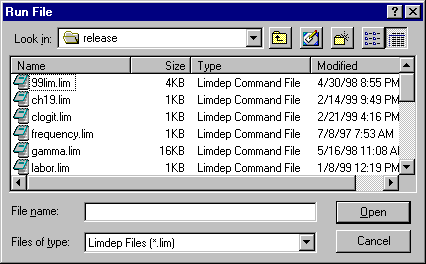 Run File
Look in: release
Name Size Type Modified
99lim.lim 4KB Limdep Command File 4/30/98 8:55 PM
ch19.lim 1KB Limdep Command File 2/14/99 9:49 PM
clogit.lim 1KB Limdep Command File 2/21/99 4:16 PM
frequency.lim 1KB Limdep Command File 7/8/97 7:53 AM
gamma.lim 16KB Limdep Command File 5/16/98 11:08 PM
labor.lim 1KB Limdep Command File 1/8/99 12:19 PM
File name: Open
Files of type: Limdep Files (*.lim) Cancel